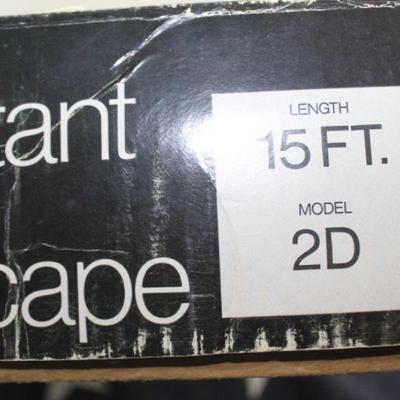 tant
cape
LENGTH
15 FT.
MODEL
2D